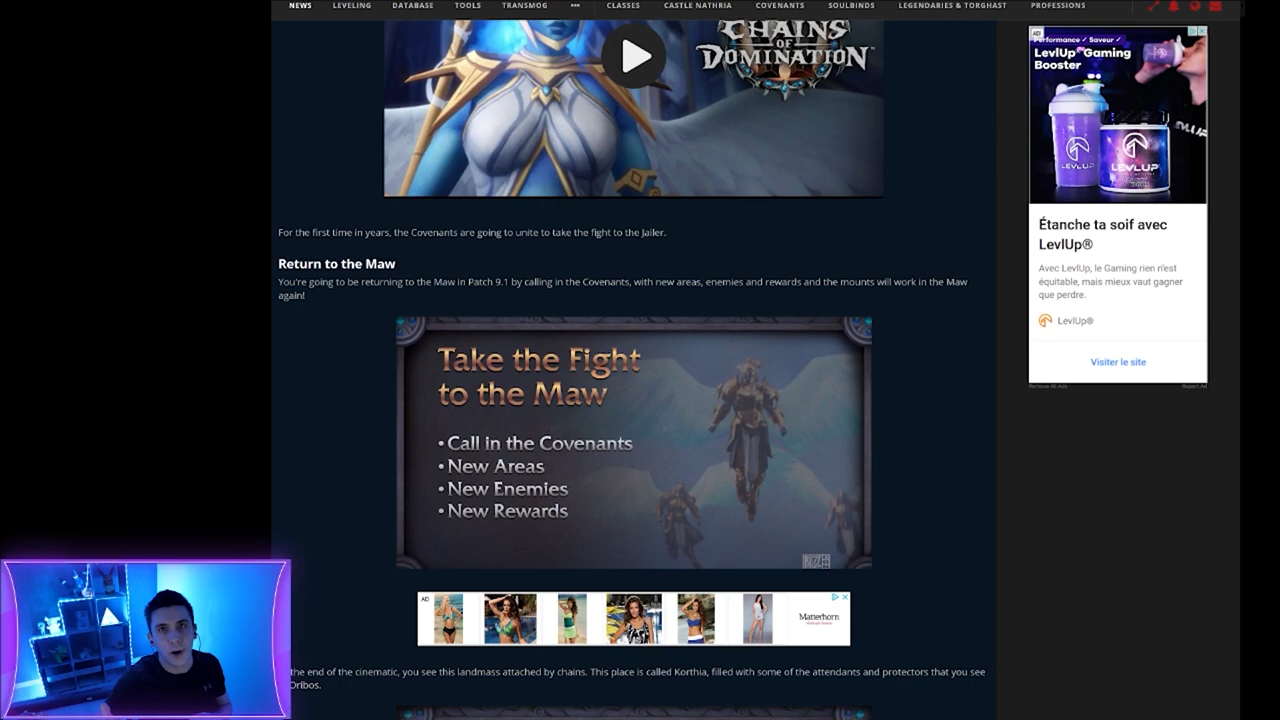 NEWS LEVELING DATABASE TOOLS TRANSMOG ••• CLASSES CASTLE NATHRIA COVENANTS SOULBINDS LEGENDARIES & TORGHAST PROFESSIONS
CHAINS
OF
DOMINATION
For the first time in years, the Covenants are going to unite to take the fight to the Jailer.
Return to the Maw
You're going to be returning to the Maw in Patch 9.1 by calling in the Covenants, with new areas, enemies and rewards and the mounts will work in the Maw
again!
Take the Fight
to the Maw
• Call in the Covenants
• New Areas
• New Enemies
• New Rewards
AD
Matterhorn
the end of the cinematic, you see this landmass attached by chains. This place is called Korthia, filled with some of the attendants and protectors that you see
Oribos.
AD
Performance ✓ Saveur ✓
LevlUp Gaming
Booster
LEVLUP
LEVLUP
Étanche ta soif avec
LevlUp®
Avec LevlUp, le Gaming rien n'est
équitable, mais mieux vaut gagner
que perdre.
LevlUp®
Visiter le site
Remove All Ads
Report Ad